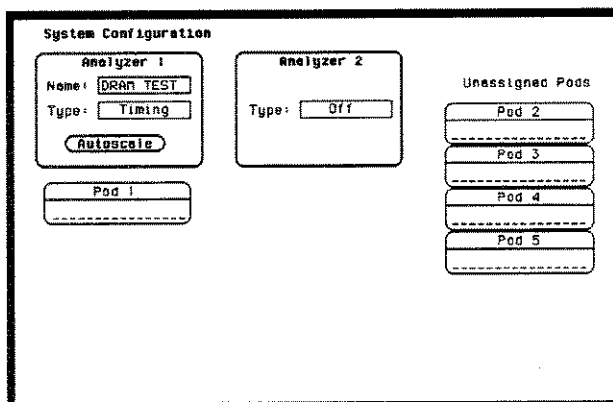 System Configuration
Analyzer 1
Name: DRAM TEST
Type: Timing
Autoscale
Pod 1
Analyzer 2
Type: Off
Unassigned Pods
Pod 2
Pod 3
Pod 4
Pod 5